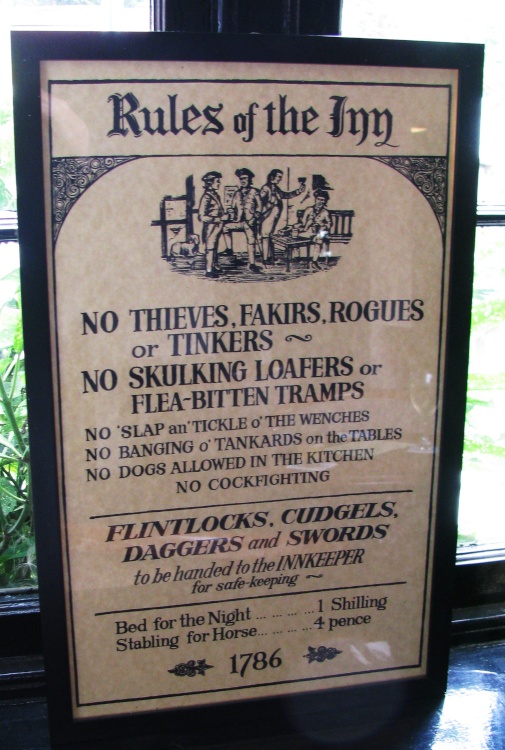 Rules of the Inn
NO THIEVES, FAKIRS, ROGUES
or TINKERS ~
NO SKULKING LOAFERS or
FLEA-BITTEN TRAMPS
NO 'SLAP an' TICKLE o' THE WENCHES
NO BANGING o' TANKARDS on the TABLES
NO DOGS ALLOWED IN THE KITCHEN
NO COCKFIGHTING
FLINTLOCKS, CUDGELS,
DAGGERS and SWORDS
to be handed to the INNKEEPER
for safe-keeping ~
Bed for the Night ... ... ... ... 1 Shilling
Stabling for Horse... ... ... ... 4 pence
1786